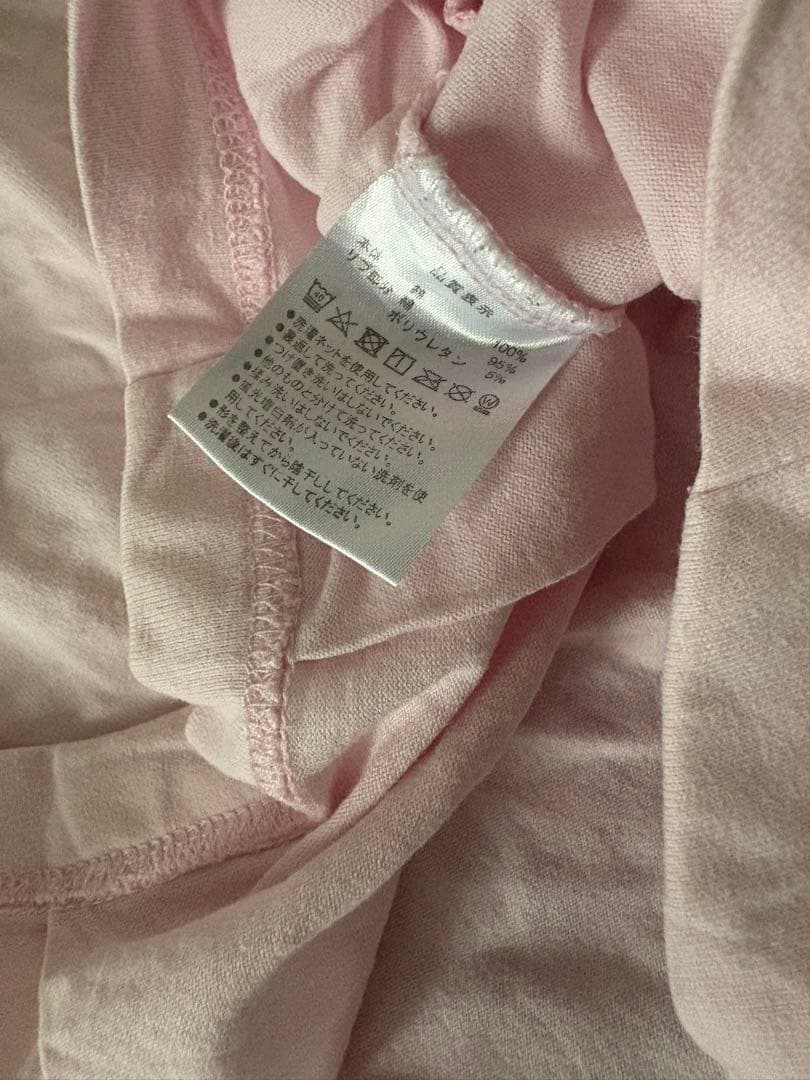 品質表示
本体 綿 100%
リブ部分 綿 95%
ポリウレタン 5%
40
●洗濯ネットを使用してください。
●裏返して洗ってください。
●つけ置き洗いはしないでください。
●他のものと分けて洗ってください。
●揉み洗いはしないでください。
●蛍光増白剤が入っていない洗剤を使
用してください。
●形を整えてから陰干ししてください。
●洗濯後はすぐに干してください。